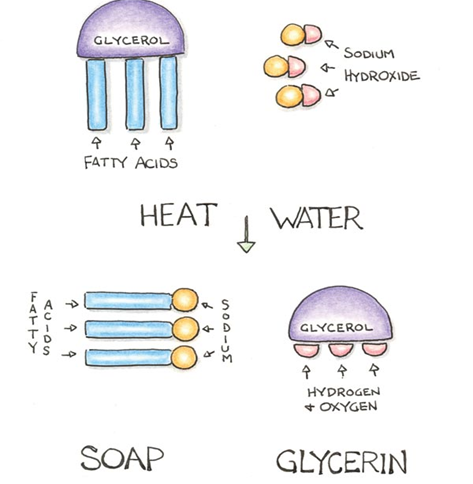 GLYCEROL
SODIUM
HYDROXIDE
FATTY ACIDS
HEAT WATER
FATTY
ACIDS
SODIUM
GLYCEROL
HYDROGEN
+ OXYGEN
SOAP GLYCERIN